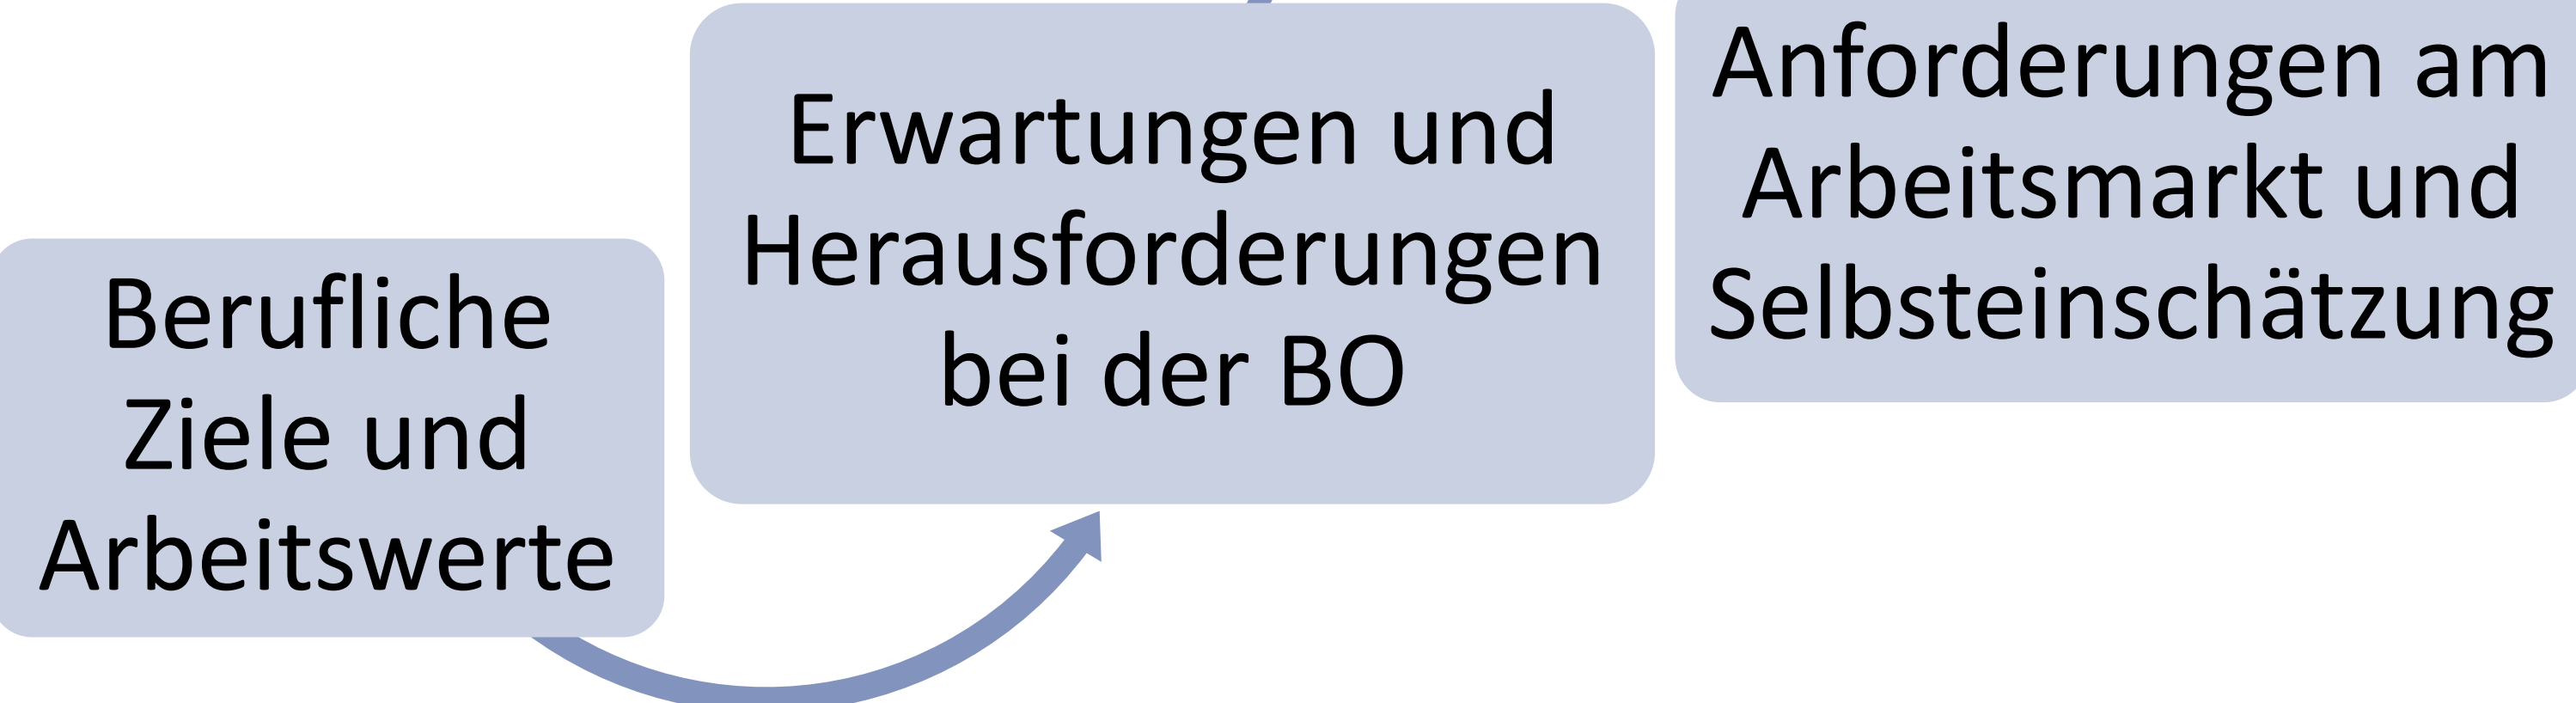 Berufliche
Ziele und
Arbeitswerte
Erwartungen und
Herausforderungen
bei der BO
Anforderungen am
Arbeitsmarkt und
Selbsteinschätzung